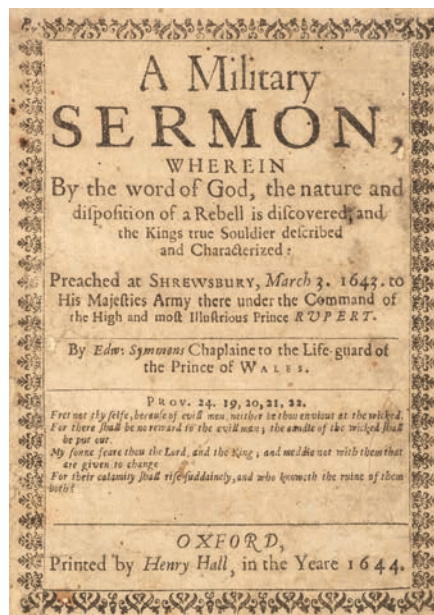 A Military
SERMON,
WHEREIN
By the word of God, the nature and
diſpoſition of a Rebell is diſcovered, and
the Kings true Souldier deſcribed
and Characterized:
Preached at SHREWSBURY, March 3. 1643. to
His Majeſties Army there under the Command of
the High and moſt Illuſtrious Prince RVPERT.
By Edw: Symmons Chaplaine to the Life-guard of
the Prince of WALES.
PROV. 24. 19, 20, 21, 22.
Fret not thy ſelfe, becauſe of evill men, neither be thou envious at the wicked.
For there ſhall be no reward to the evill man; the candle of the wicked ſhall
be put out.
My ſonne feare thou the Lord, and the King; and meddle not with them that
are given to change
For their calamity ſhall riſe ſuddainely, and who knoweth the ruine of them
both?
OXFORD,
Printed by Henry Hall, in the Yeare 1644.